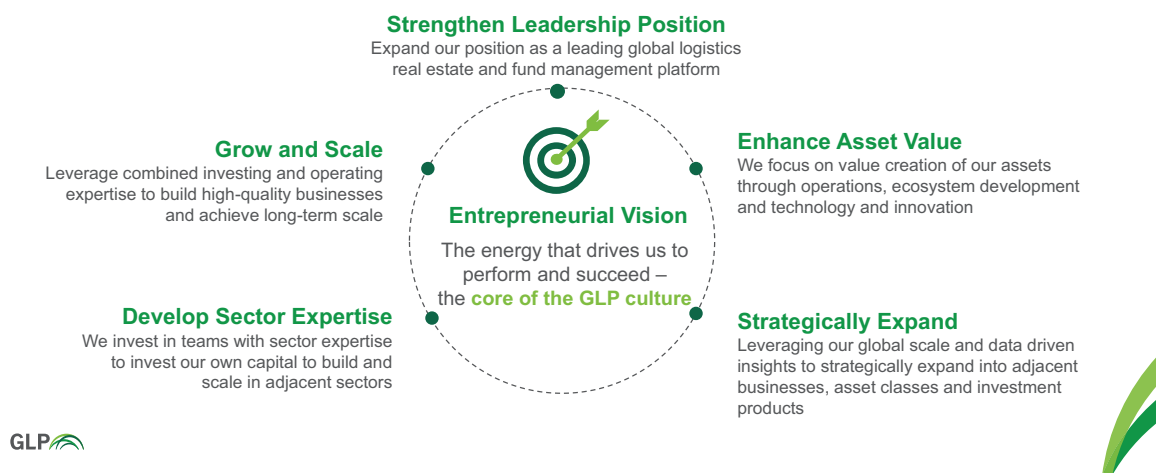 Strengthen Leadership Position
Expand our position as a leading global logistics
real estate and fund management platform
Enhance Asset Value
We focus on value creation of our assets
through operations, ecosystem development
and technology and innovation
Strategically Expand
Leveraging our global scale and data driven
insights to strategically expand into adjacent
businesses, asset classes and investment
products
Develop Sector Expertise
We invest in teams with sector expertise
to invest our own capital to build and
scale in adjacent sectors
Grow and Scale
Leverage combined investing and operating
expertise to build high-quality businesses
and achieve long-term scale
Entrepreneurial Vision
The energy that drives us to
perform and succeed –
the core of the GLP culture
GLP